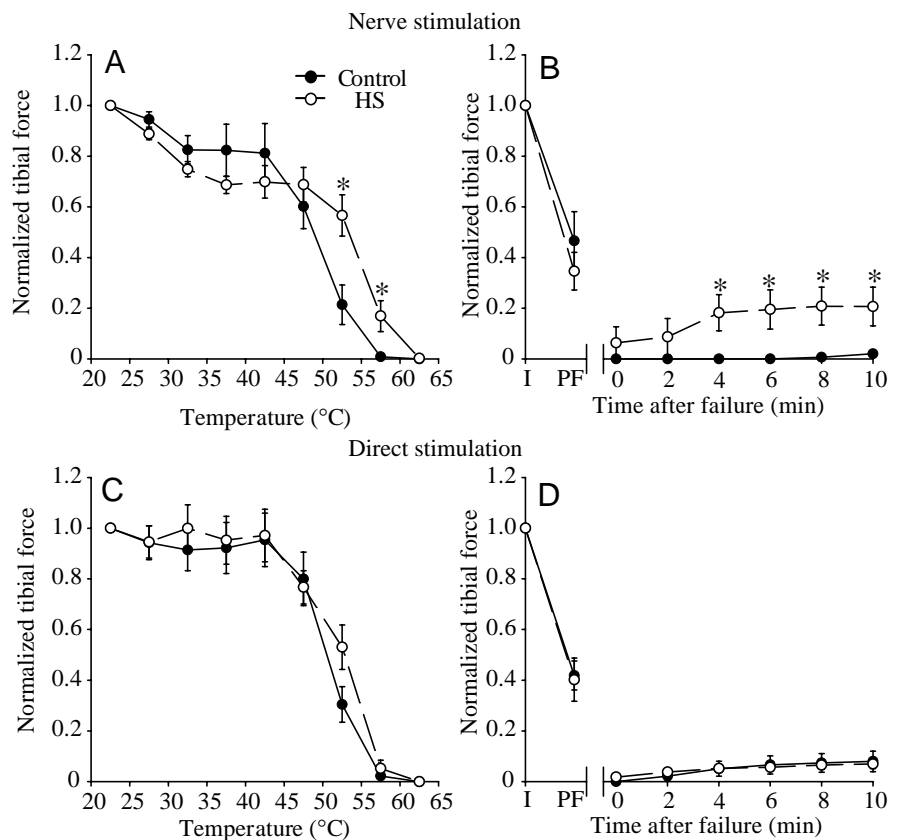 Nerve stimulation
A
Control
HS
1.2
1.0
0.8
0.6
0.4
0.2
0
Normalized tibial force
*
*
20 25 30 35 40 45 50 55 60 65
Temperature (°C)
B
1.2
1.0
0.8
0.6
0.4
0.2
0
Normalized tibial force
* * * *
I PF 0 2 4 6 8 10
Time after failure (min)
Direct stimulation
C
1.2
1.0
0.8
0.6
0.4
0.2
0
Normalized tibial force
20 25 30 35 40 45 50 55 60 65
Temperature (°C)
D
1.2
1.0
0.8
0.6
0.4
0.2
0
Normalized tibial force
I PF 0 2 4 6 8 10
Time after failure (min)